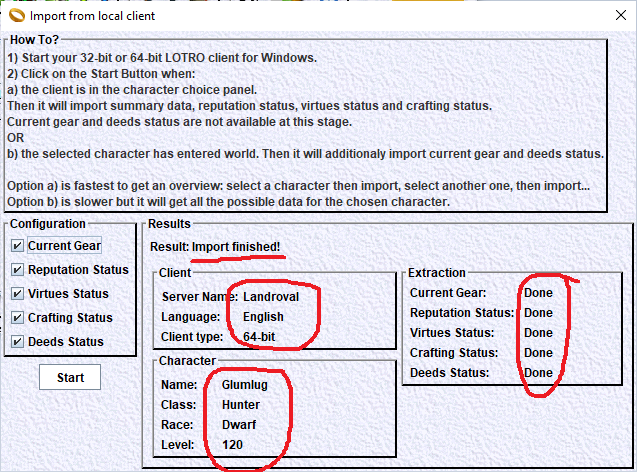 Import from local client
How To?
1) Start your 32-bit or 64-bit LOTRO client for Windows.
2) Click on the Start Button when:
a) the client is in the character choice panel.
Then it will import summary data, reputation status, virtues status and crafting status.
Current gear and deeds status are not available at this stage.
OR
b) the selected character has entered world. Then it will additionaly import current gear and deeds status.
Option a) is fastest to get an overview: select a character then import, select another one, then import...
Option b) is slower but it will get all the possible data for the chosen character.
Configuration
Current Gear
Reputation Status
Virtues Status
Crafting Status
Deeds Status
Start
Results
Result: Import finished!
Client
Server Name: Landroval
Language: English
Client type: 64-bit
Character
Name: Glumlug
Class: Hunter
Race: Dwarf
Level: 120
Extraction
Current Gear: Done
Reputation Status: Done
Virtues Status: Done
Crafting Status: Done
Deeds Status: Done